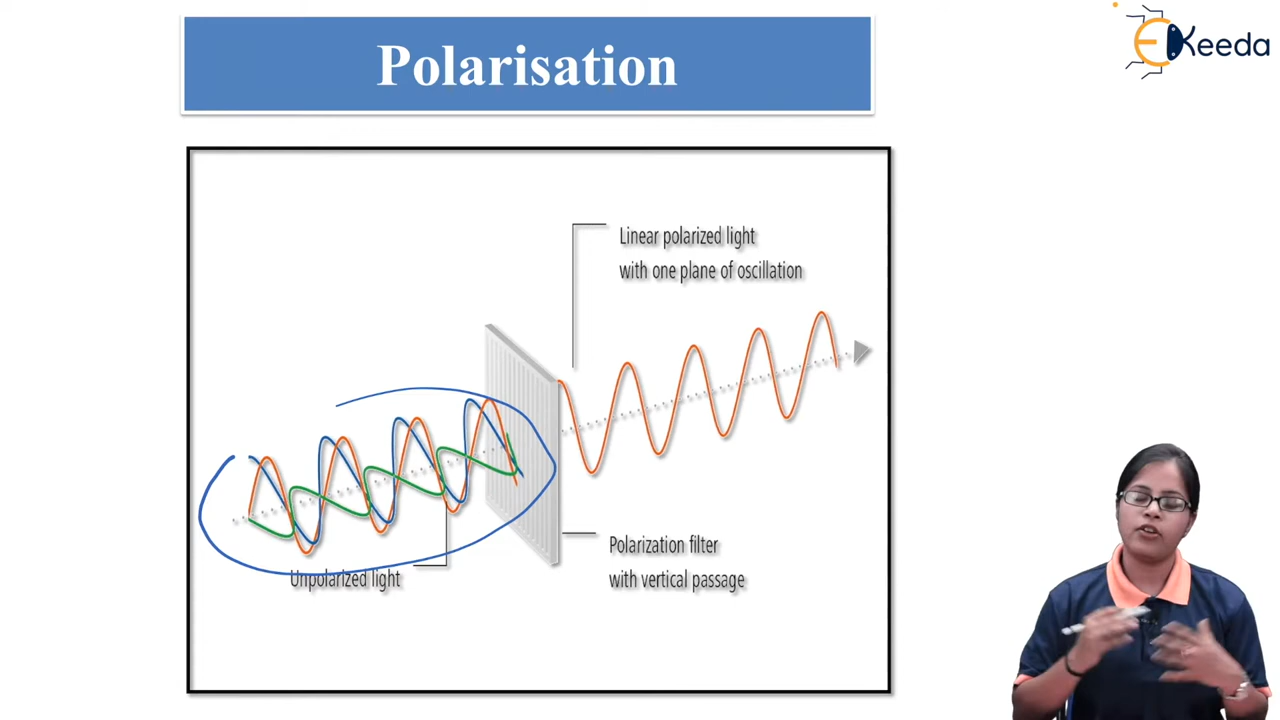 Polarisation
EKeeda
Linear polarized light
with one plane of oscillation
Unpolarized light
Polarization filter
with vertical passage